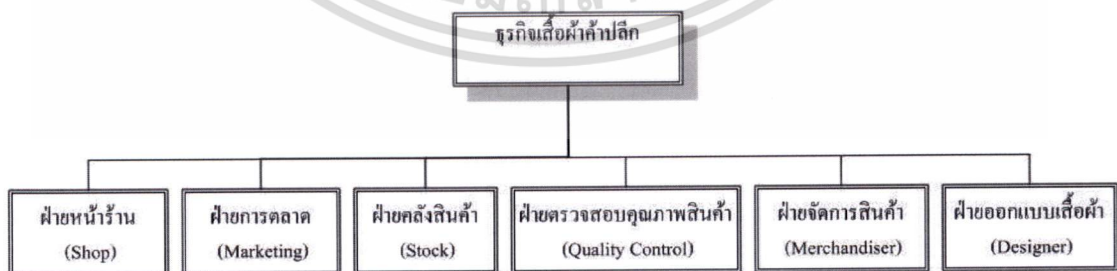 ธุรกิจเสื้อผ้าค้าปลีก
ฝ่ายหน้าร้าน
(Shop)
ฝ่ายการตลาด
(Marketing)
ฝ่ายคลังสินค้า
(Stock)
ฝ่ายตรวจสอบคุณภาพสินค้า
(Quality Control)
ฝ่ายจัดการสินค้า
(Merchandiser)
ฝ่ายออกแบบเสื้อผ้า
(Designer)